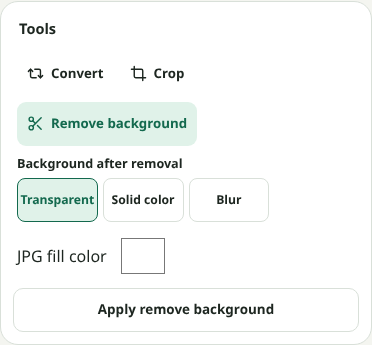 Tools
Convert Crop
Remove background
Background after removal
Transparent Solid color Blur
JPG fill color
Apply remove background